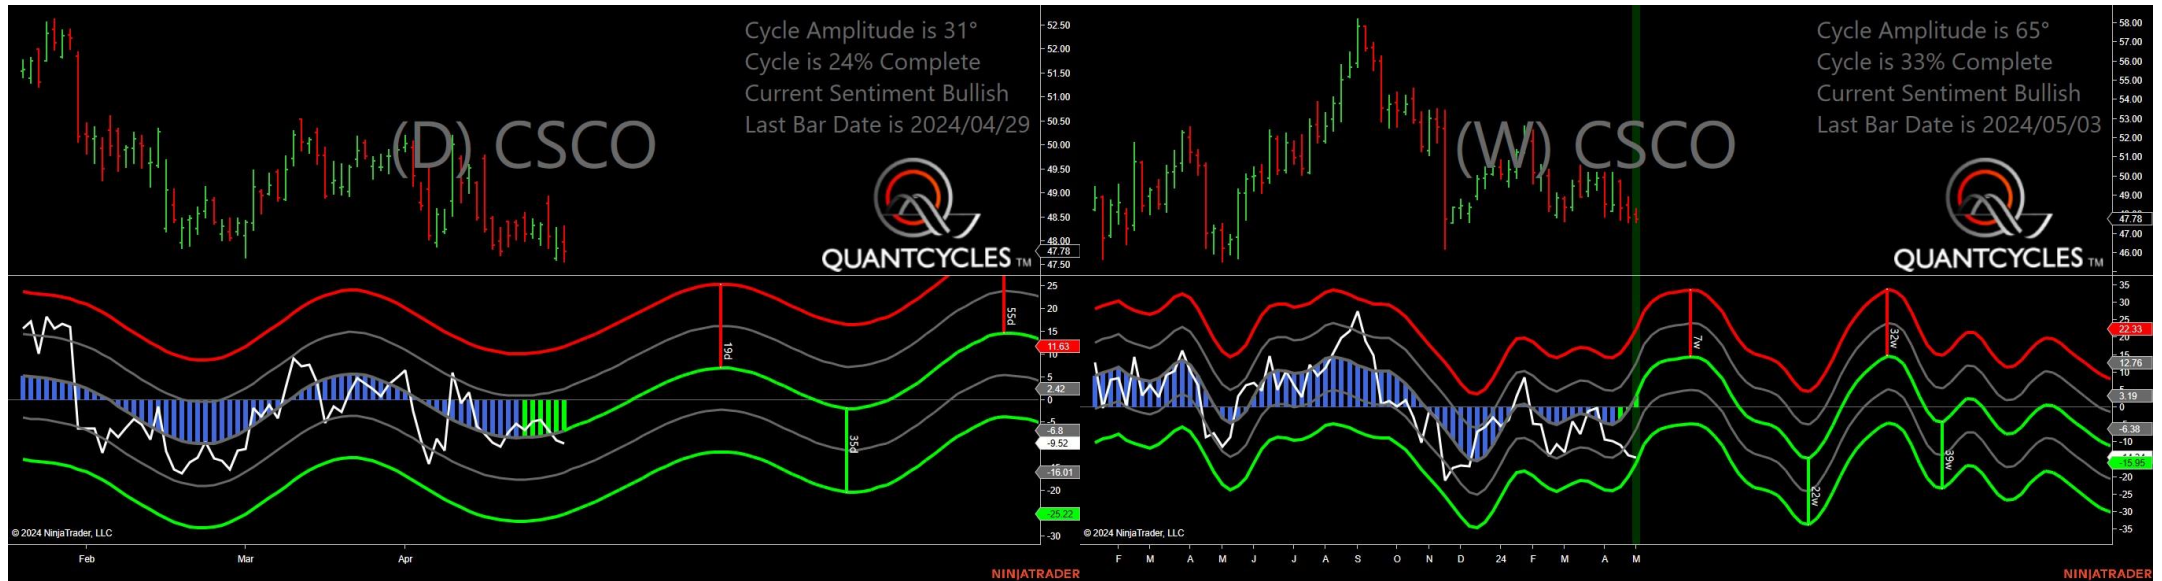 Cycle Amplitude is 31°
Cycle is 24% Complete
Current Sentiment Bullish
Last Bar Date is 2024/04/29
(D) CSCO
QUANTCYCLES TM
52.50
52.00
51.50
51.00
50.50
50.00
49.50
49.00
48.50
48.00
47.78
47.50
25
20
15
11.63
10
2.42
0
-5
-6.8
-9.52
-16.01
-20
-25.22
-30
19d
35d
55d
© 2024 NinjaTrader, LLC
Feb Mar Apr
NINJATRADER
Cycle Amplitude is 65°
Cycle is 33% Complete
Current Sentiment Bullish
Last Bar Date is 2024/05/03
(W) CSCO
QUANTCYCLES TM
58.00
57.00
56.00
55.00
54.00
53.00
52.00
51.00
50.00
49.00
47.78
47.00
46.00
35
30
25
22.33
20
15
12.76
10
5
3.19
0
-6.38
-10
-15.95
-20
-25
-30
-35
7w
22w
32w
39w
© 2024 NinjaTrader, LLC
F M A M J J A S O N D 24 F M A M
NINJATRADER